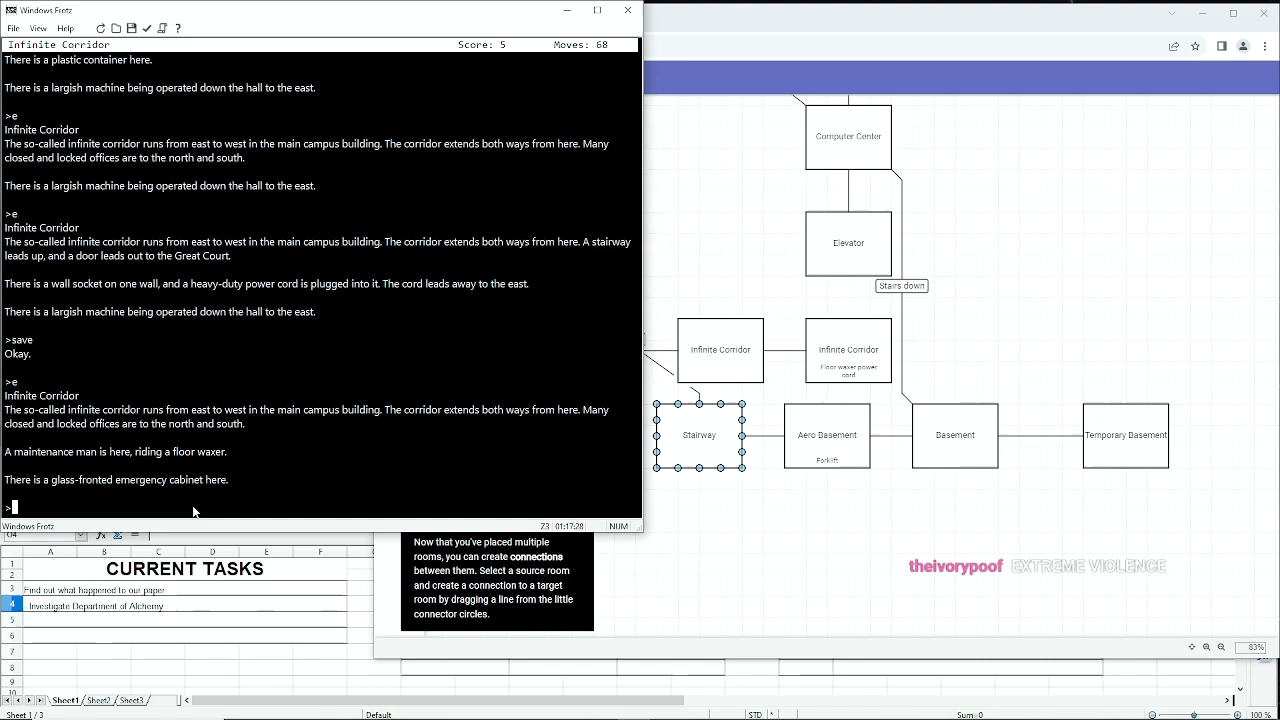 Windows Frotz
File View Help
Infinite Corridor Score: 5 Moves: 68
There is a plastic container here.
There is a largish machine being operated down the hall to the east.
>e
Infinite Corridor
The so-called infinite corridor runs from east to west in the main campus building. The corridor extends both ways from here. Many
closed and locked offices are to the north and south.
There is a largish machine being operated down the hall to the east.
>e
Infinite Corridor
The so-called infinite corridor runs from east to west in the main campus building. The corridor extends both ways from here. A stairway
leads up, and a door leads out to the Great Court.
There is a wall socket on one wall, and a heavy-duty power cord is plugged into it. The cord leads away to the east.
There is a largish machine being operated down the hall to the east.
>save
Okay.
>e
Infinite Corridor
The so-called infinite corridor runs from east to west in the main campus building. The corridor extends both ways from here. Many
closed and locked offices are to the north and south.
A maintenance man is here, riding a floor waxer.
There is a glass-fronted emergency cabinet here.
>
Windows Frotz Z3 01:17:28 NUM
Computer Center
Elevator
Stairs down
Infinite Corridor
Infinite Corridor
Floor waxer power
cord
Stairway
Aero Basement
Forklift
Basement
Temporary Basement
theivorypoof EXTREME VIOLENCE
Now that you've placed multiple
rooms, you can create connections
between them. Select a source room
and create a connection to a target
room by dragging a line from the little
connector circles.
83%
A B C D E F
1 CURRENT TASKS
2
3 Find out what happened to our paper
4 Investigate Department of Alchemy
5
6
7
8
9
10
Sheet1 Sheet2 Sheet3
Sheet 1 / 3 Default STD * Sum=0 100 %